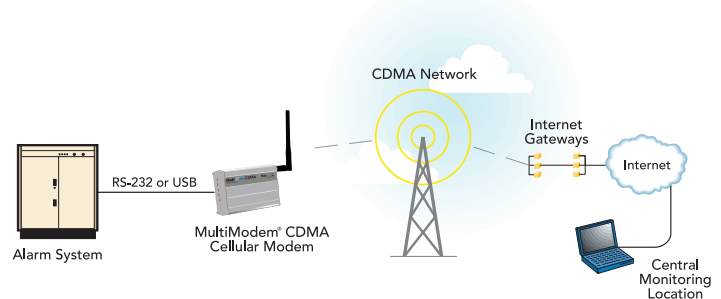 CDMA Network
Internet
Gateways
Internet
RS-232 or USB
MultiModem® CDMA
Cellular Modem
Alarm System
Central
Monitoring
Location